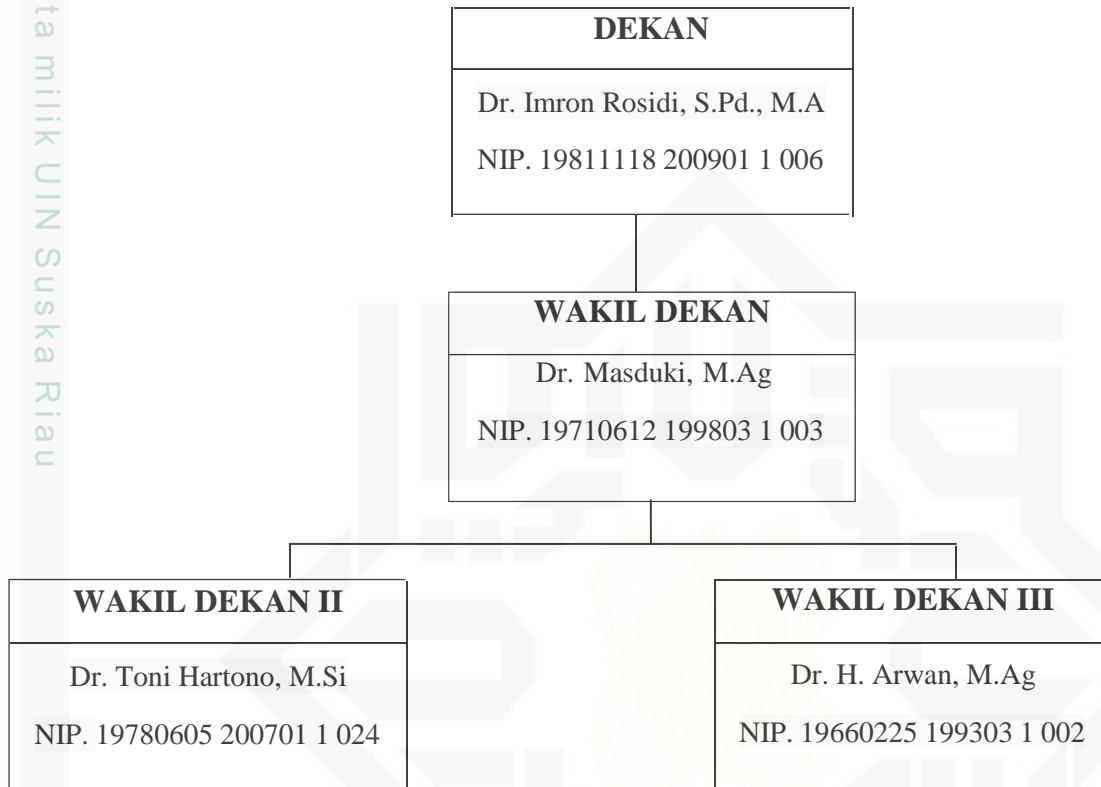 ta milik UIN Suska Riau
DEKAN
Dr. Imron Rosidi, S.Pd., M.A
NIP. 19811118 200901 1 006
WAKIL DEKAN
Dr. Masduki, M.Ag
NIP. 19710612 199803 1 003
WAKIL DEKAN II
Dr. Toni Hartono, M.Si
NIP. 19780605 200701 1 024
WAKIL DEKAN III
Dr. H. Arwan, M.Ag
NIP. 19660225 199303 1 002